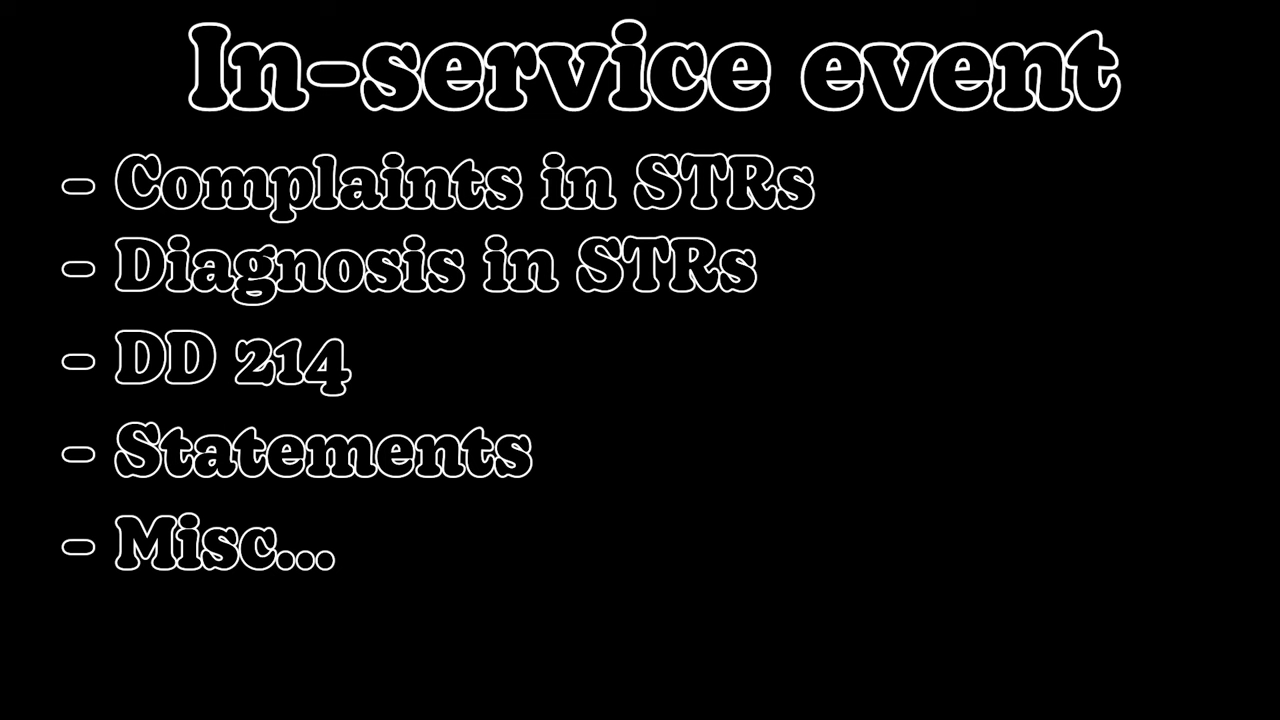 In-service event
- Complaints in STRs
- Diagnosis in STRs
- DD 214
- Statements
- Misc...